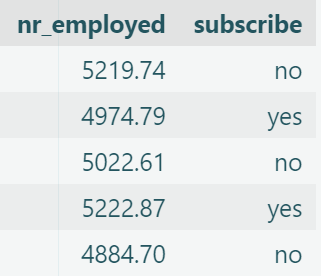 nr_employed subscribe
5219.74 no
4974.79 yes
5022.61 no
5222.87 yes
4884.70 no